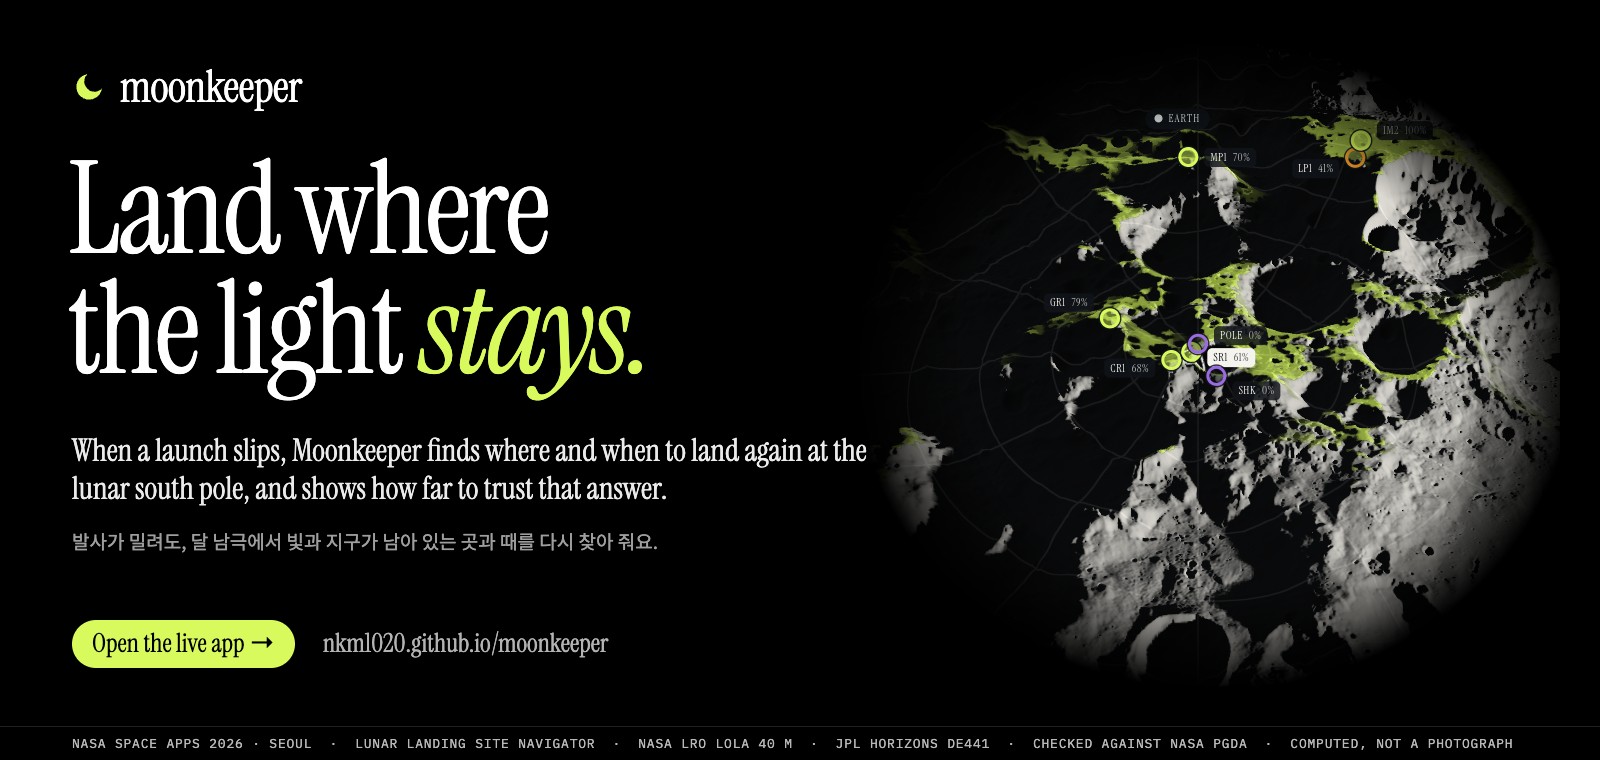 moonkeeper
Land where
the light stays.
When a launch slips, Moonkeeper finds where and when to land again at the
lunar south pole, and shows how far to trust that answer.
발사가 밀려도, 달 남극에서 빛과 지구가 남아 있는 곳과 때를 다시 찾아 줘요.
Open the live app →
nkml020.github.io/moonkeeper
EARTH
IM2 100%
MP1 70%
LP1 41%
GR1 79%
POLE 0%
SR1 61%
CR1 68%
SHK 0%
NASA SPACE APPS 2026 · SEOUL · LUNAR LANDING SITE NAVIGATOR · NASA LRO LOLA 40 M · JPL HORIZONS DE441 · CHECKED AGAINST NASA PGDA · COMPUTED, NOT A PHOTOGRAPH